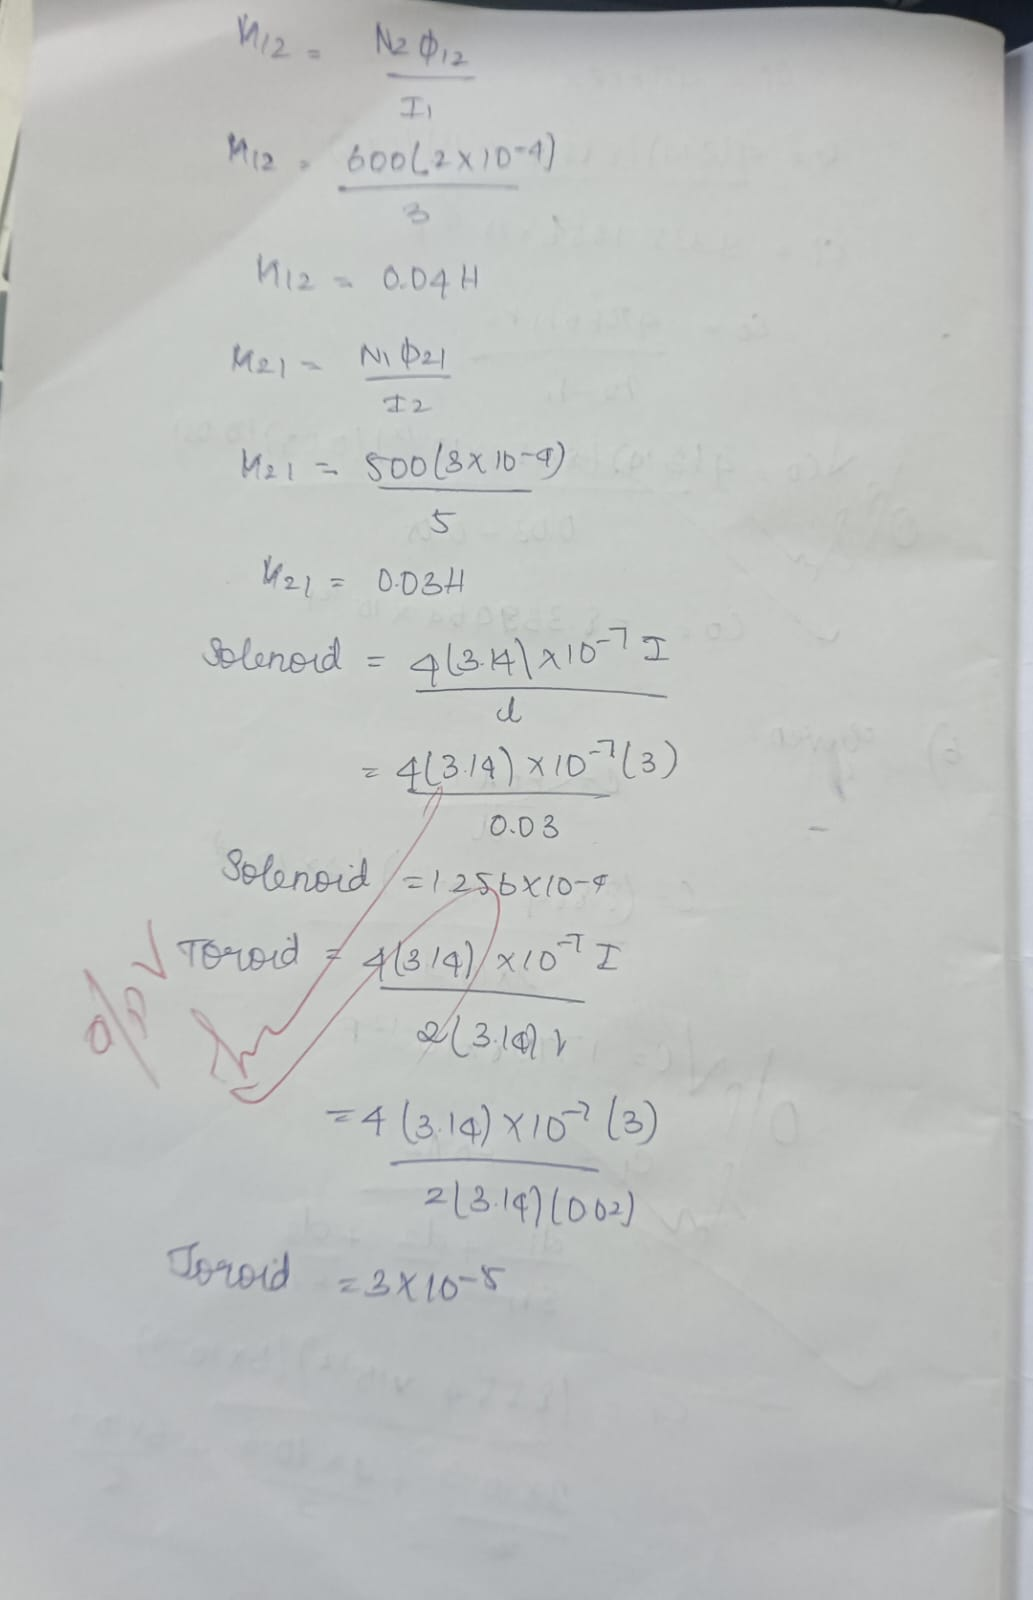 M12 = N2 Φ12
I1
M12 = 600(2×10-4)
3
M12 = 0.04H
M21 = N1 Φ21
I2
M21 = 500(3×10-4)
5
M21 = 0.03H
Solenoid = 4(3.14)×10-7 I
d
= 4(3.14)×10-7(3)
0.03
Solenoid = 1.256×10-4
o/p ✓
Toroid = 4(3.14)×10-7 I
2(3.14) r
= 4(3.14)×10-7 (3)
2(3.14)(0.02)
Toroid = 3×10-5